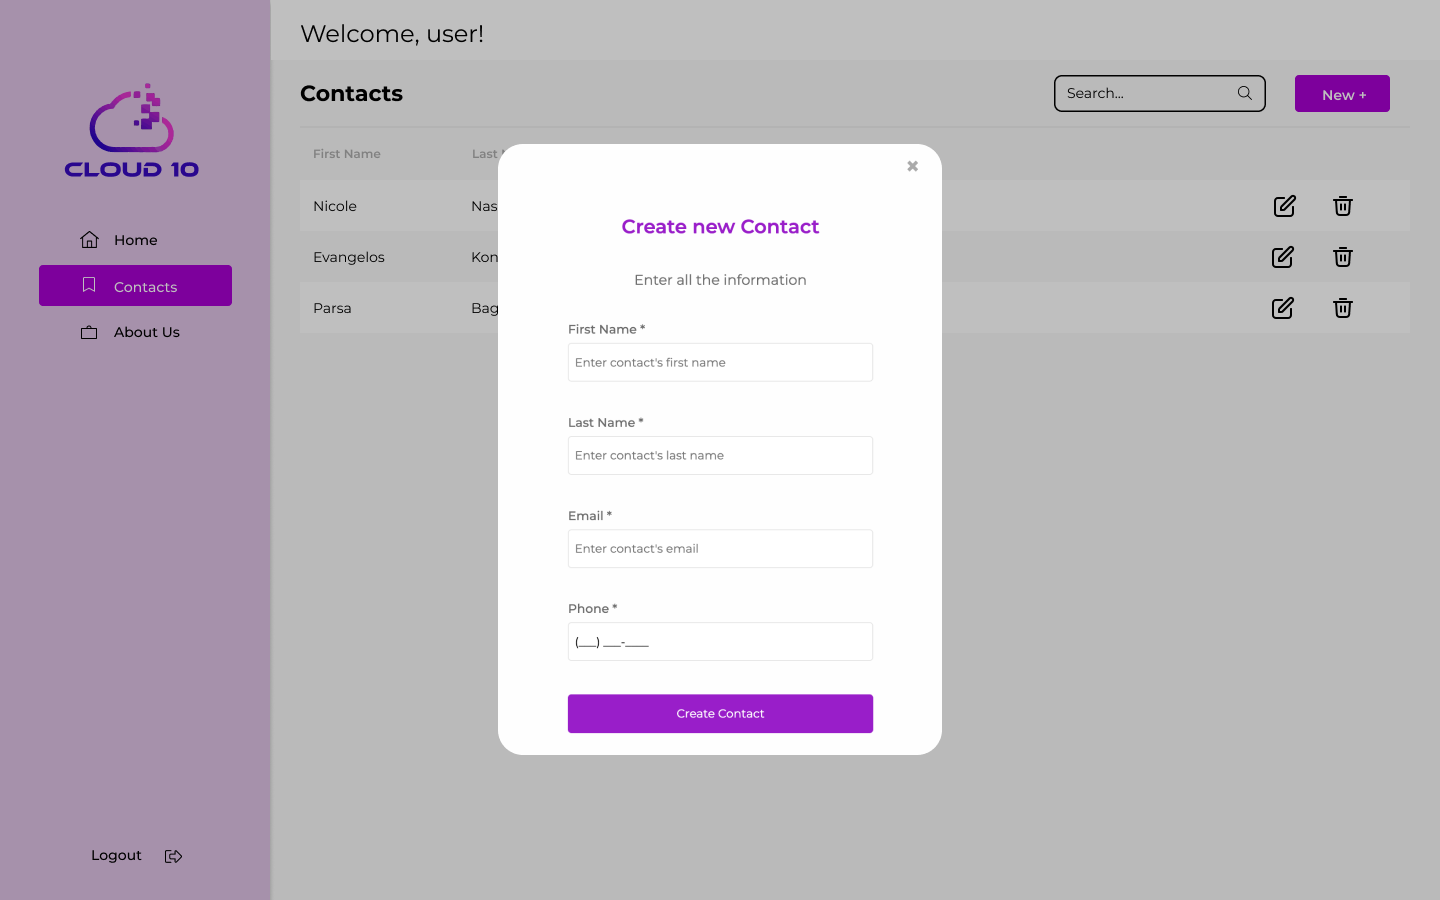 Welcome, user!
CLOUD 10
Home
Contacts
About Us
Logout
Contacts
Search...
New +
First Name
Last
Nicole
Nas
Evangelos
Kon
Parsa
Bag
✖
Create new Contact
Enter all the information
First Name *
Enter contact's first name
Last Name *
Enter contact's last name
Email *
Enter contact's email
Phone *
(___) ___-____
Create Contact